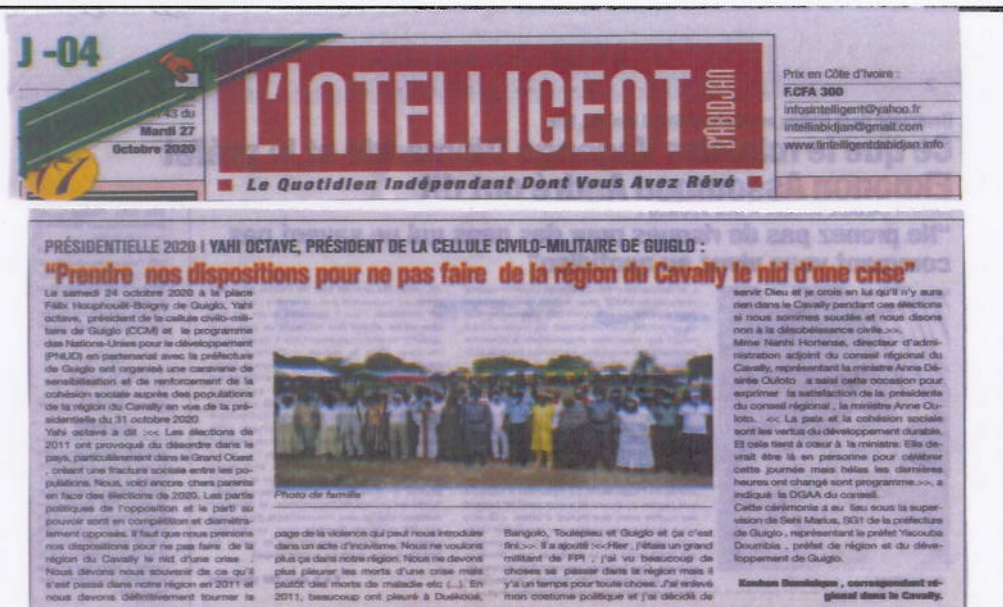 J -04
43 du
Mardi 27
Octobre 2020
L'INTELLIGENT
D'ABIDJAN
Le Quotidien Indépendant Dont Vous Avez Rêvé
Prix en Côte d'Ivoire :
F.CFA 300
infosintelligent@yahoo.fr
intelliabidjan@gmail.com
www.lintelligentdabidjan.info
PRÉSIDENTIELLE 2020 I YAHI OCTAVE, PRÉSIDENT DE LA CELLULE CIVILO-MILITAIRE DE GUIGLO :
"Prendre nos dispositions pour ne pas faire de la région du Cavally le nid d'une crise"
Le samedi 24 octobre 2020 à la place
Félix Houphouët-Boigny de Guiglo, Yahi
octave, président de la cellule civilo-mili-
taire de Guiglo (CCM) et le programme
des Nations-Unies pour le développement
(PNUD) en partenariat avec la préfecture
de Guiglo ont organisé une caravane de
sensibilisation et de renforcement de la
cohésion sociale auprès des populations
de la région du Cavally en vue de la pré-
sidentielle du 31 octobre 2020
Yahi octave a dit :<< Les élections de
2011 ont provoqué du désordre dans le
pays, particulièrement dans le Grand Ouest
, créant une fracture sociale entre les po-
pulations. Nous, voici encore chers parents
en face des élections de 2020. Les partis
politiques de l'opposition et le parti au
pouvoir sont en compétition et diamétra-
lement opposés. Il faut que nous prenions
nos dispositions pour ne pas faire de la
région du Cavally le nid d'une crise
Nous devons nous souvenir de ce qu'il
s'est passé dans notre région en 2011 et
nous devons définitivement tourner la
Photo de famille
page de la violence qui peut nous introduire
dans un acte d'incivisme. Nous ne voulons
plus ça dans notre région. Nous ne devons
plus pleurer les morts d'une crise mais
plutôt des morts de maladie etc (...). En
2011, beaucoup ont pleuré à Duékoué,
Bangolo, Toulepleu et Guiglo et ça c'est
fini.>>. Il a ajouté :<<Hier , j'étais un grand
militant de FPI , j'ai vu beaucoup de
choses se passer dans la région mais il
y'a un temps pour toute chose. J'ai enlevé
mon costume politique et j'ai décidé de
servir Dieu et je crois en lui qu'il n'y aura
rien dans le Cavally pendant ces élections
si nous sommes soudés et nous disons
non à la désobéissance civile.>>.
Mme Nanhi Hortense, directeur d'admi-
nistration adjoint du conseil régional du
Cavally, représentant la ministre Anne Dé-
sirée Ouloto a saisi cette occasion pour
exprimer la satisfaction de la présidente
du conseil régional , la ministre Anne Ou-
loto. << La paix et la cohésion sociale
sont les vertus du développement durable.
Et cela tient à cœur à la ministre. Elle de-
vrait être là en personne pour célébrer
cette journée mais hélas les dernières
heures ont changé sont programme.>>, a
indiqué la DGAA du conseil.
Cette cérémonie a eu lieu sous la super-
vision de Sehi Marius, SG1 de la préfecture
de Guiglo , représentant le préfet Yacouba
Doumbia , préfet de région et du déve-
loppement de Guiglo.
Konhon Dominique , correspondant ré-
gional dans le Cavally.